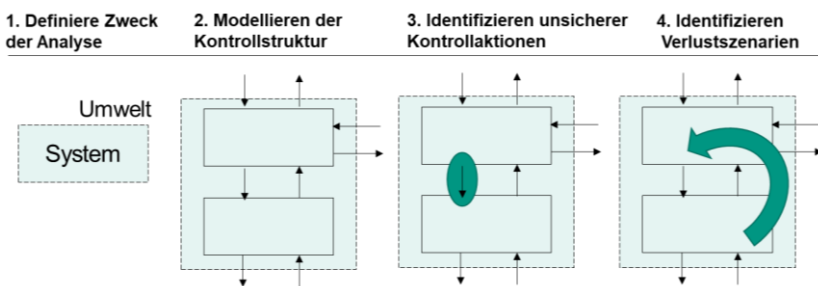 1. Definiere Zweck
der Analyse
2. Modellieren der
Kontrollstruktur
3. Identifizieren unsicherer
Kontrollaktionen
4. Identifizieren
Verlustszenarien
Umwelt
System